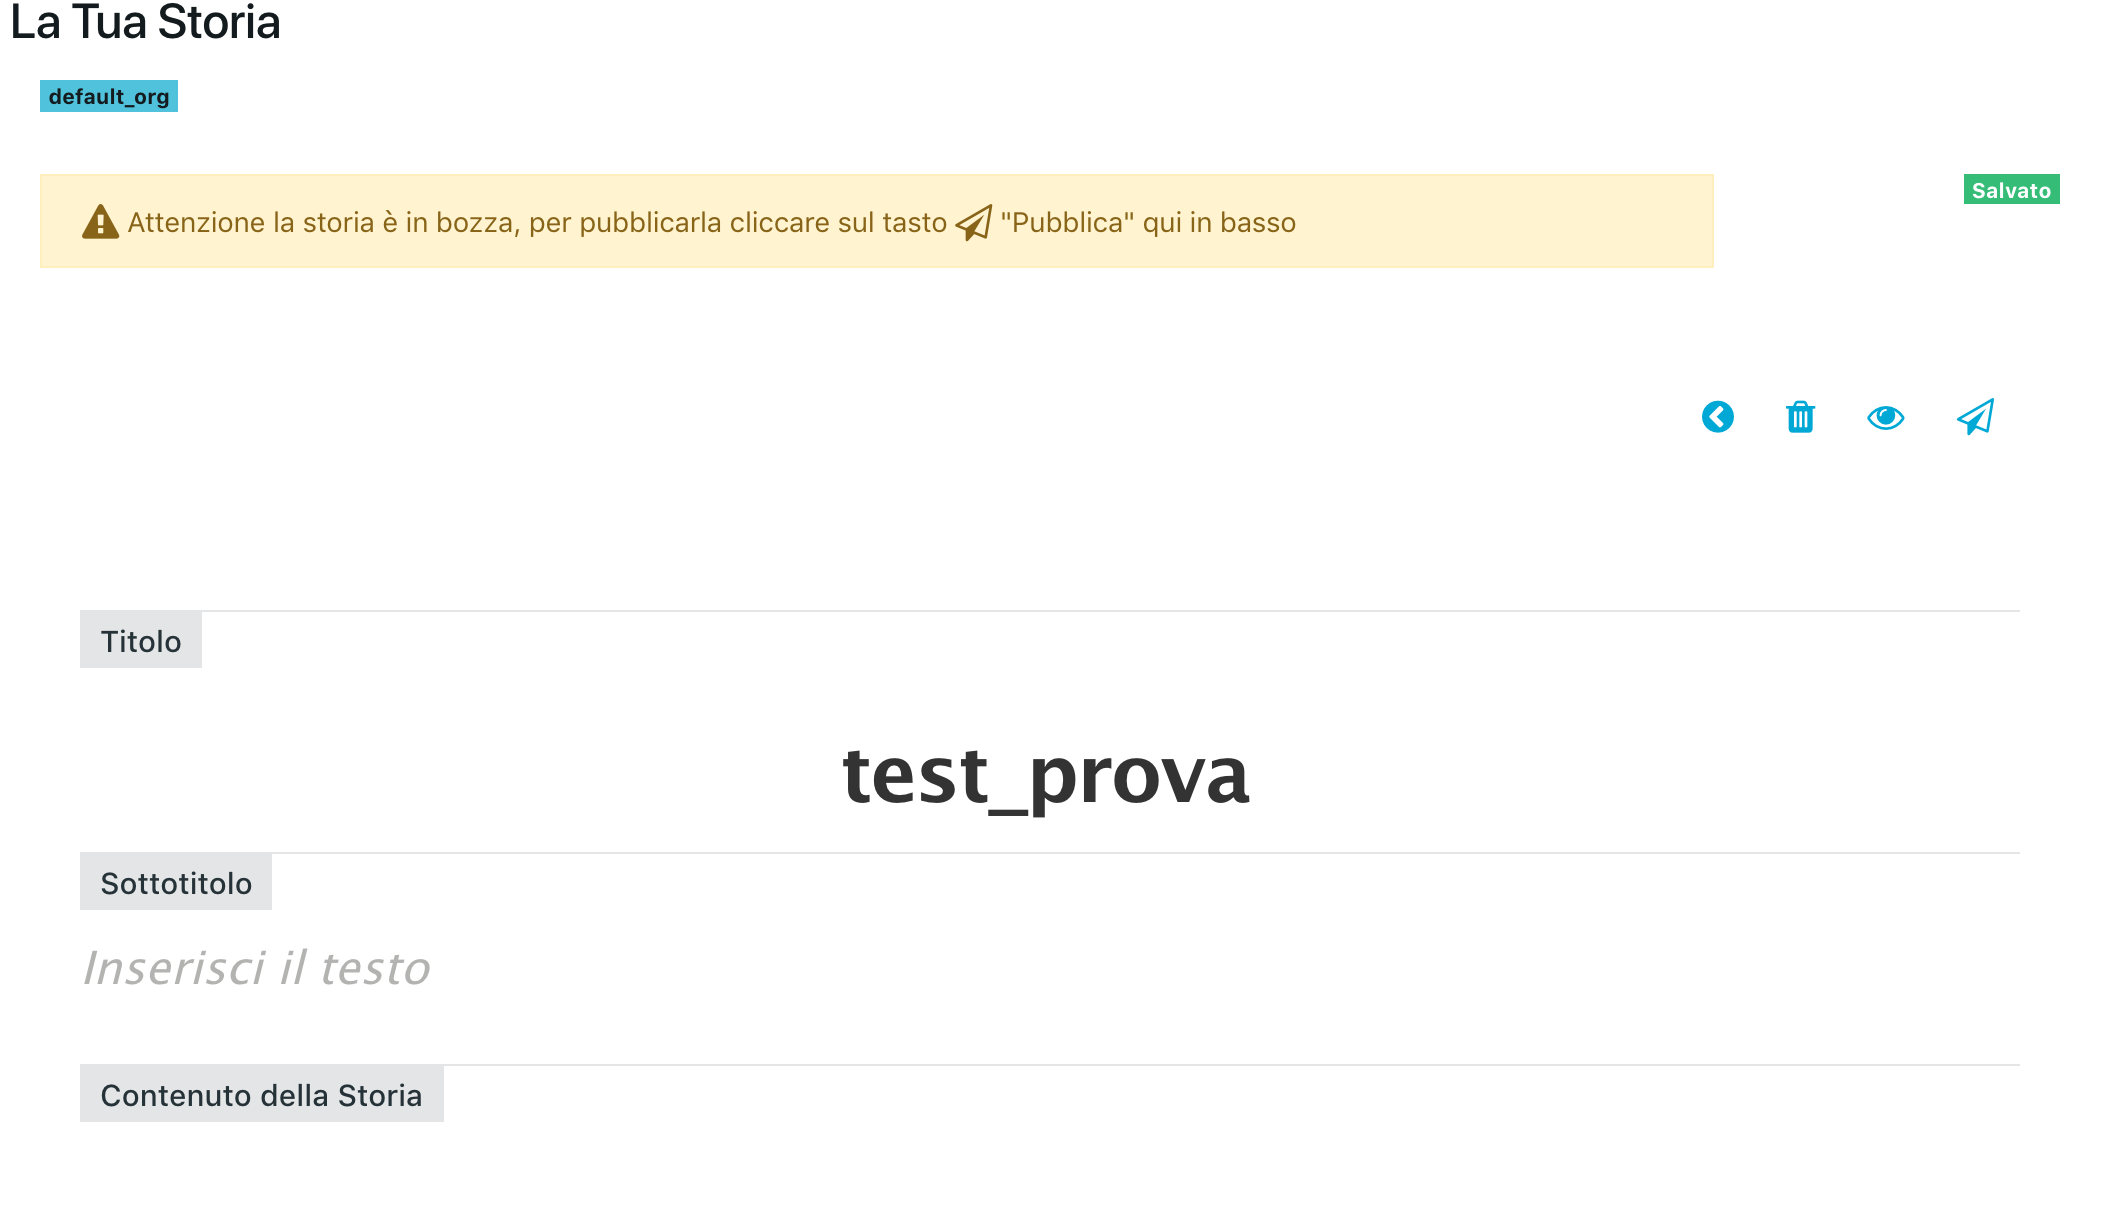 La Tua Storia
default_org
Attenzione la storia è in bozza, per pubblicarla cliccare sul tasto "Pubblica" qui in basso
Salvato
Titolo
test_prova
Sottotitolo
Inserisci il testo
Contenuto della Storia